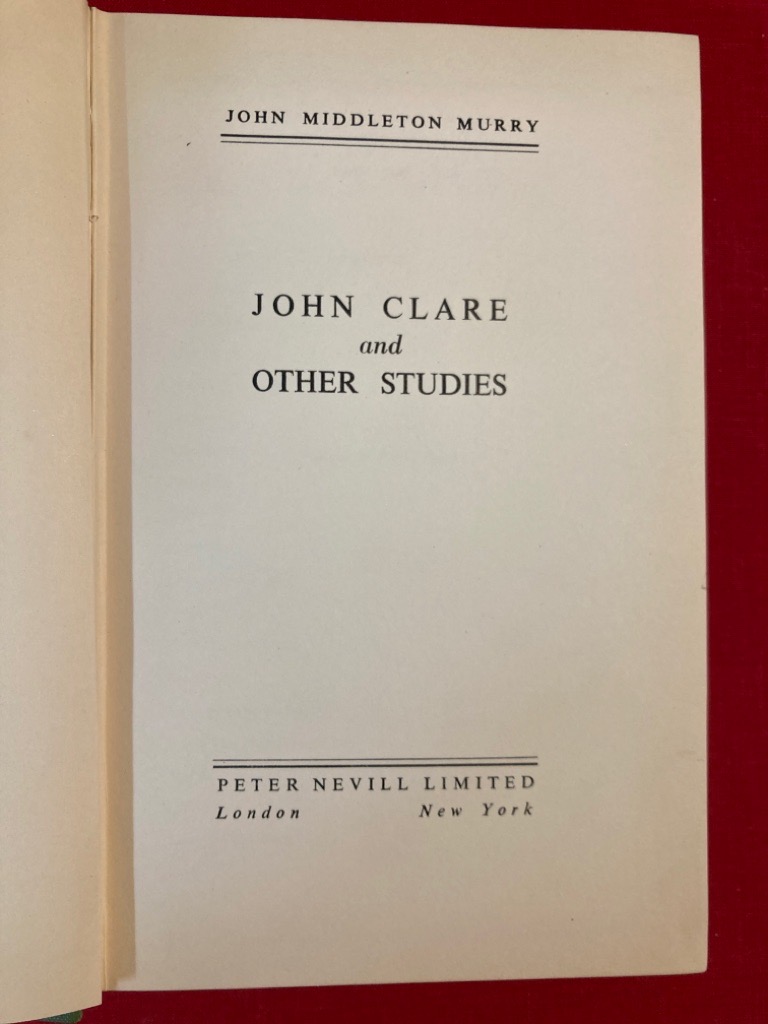 JOHN MIDDLETON MURRY
JOHN CLARE
and
OTHER STUDIES
PETER NEVILL LIMITED
London New York